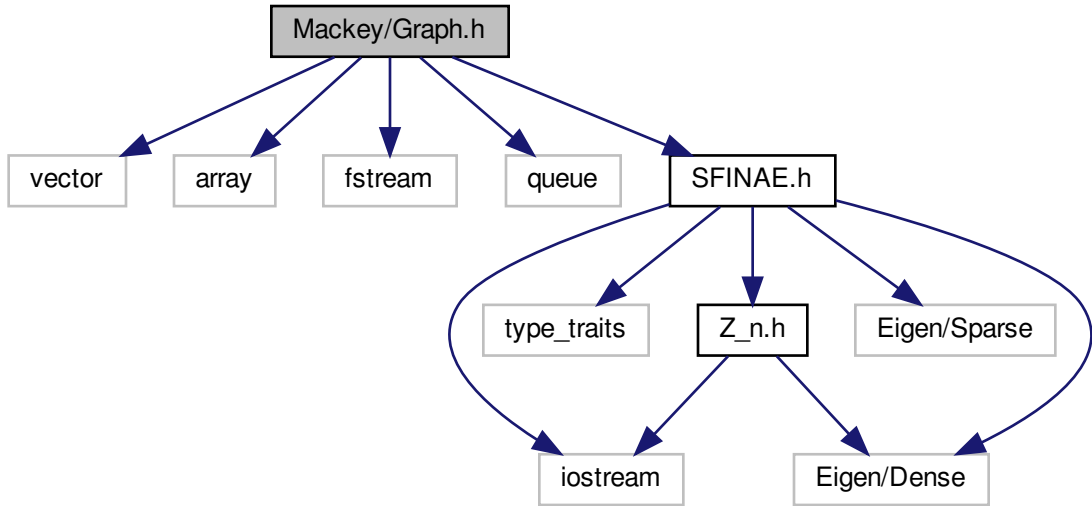 Mackey/Graph.h
vector
array
fstream
queue
SFINAE.h
type_traits
Z_n.h
Eigen/Sparse
iostream
Eigen/Dense